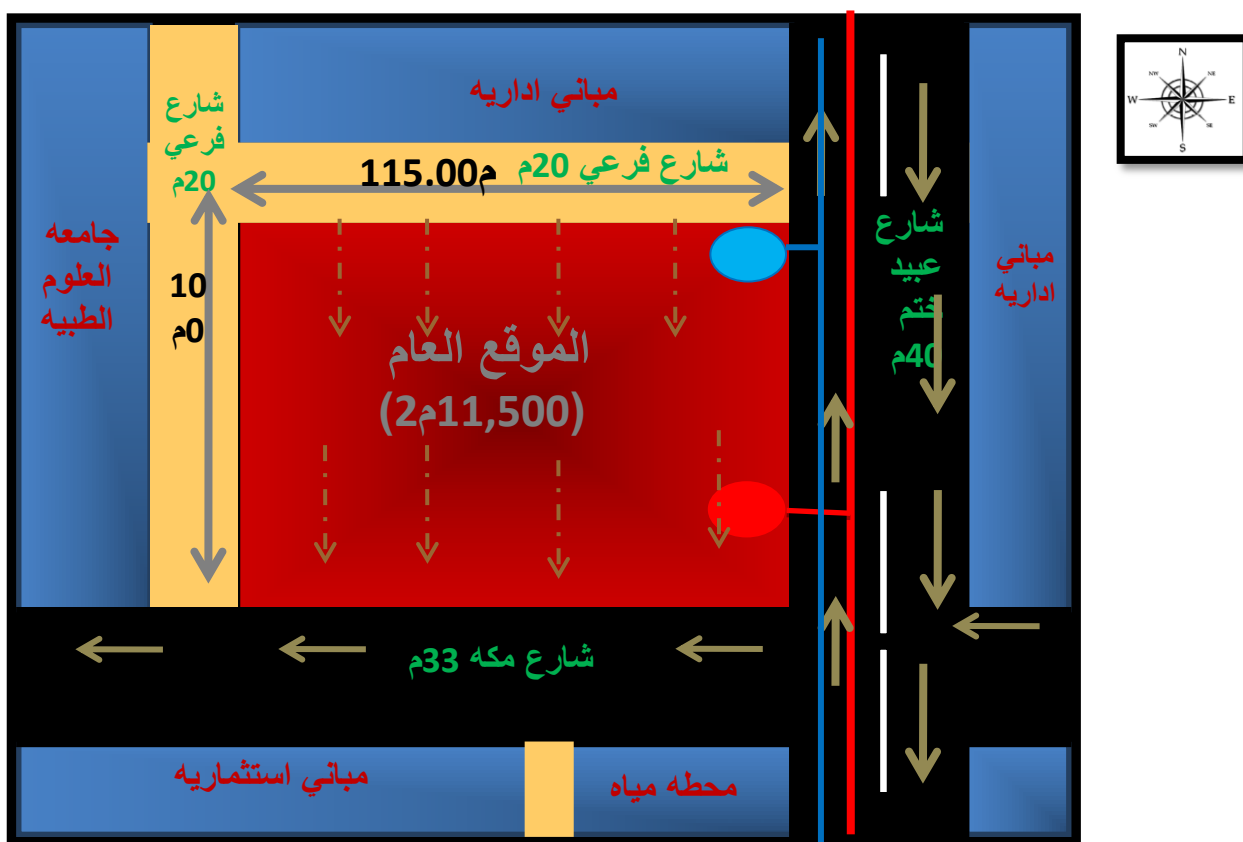 مباني اداريه
شارع
فرعي
20م
شارع فرعي 20م
115.00م
جامعه
العلوم
الطبيه
10
0م
الموقع العام
(11,500م2)
شارع
عبيد
ختم
40م
مباني
اداريه
شارع مكه 33م
مباني استثماريه
محطه مياه
N
NW
NE
W
E
SW
SE
S